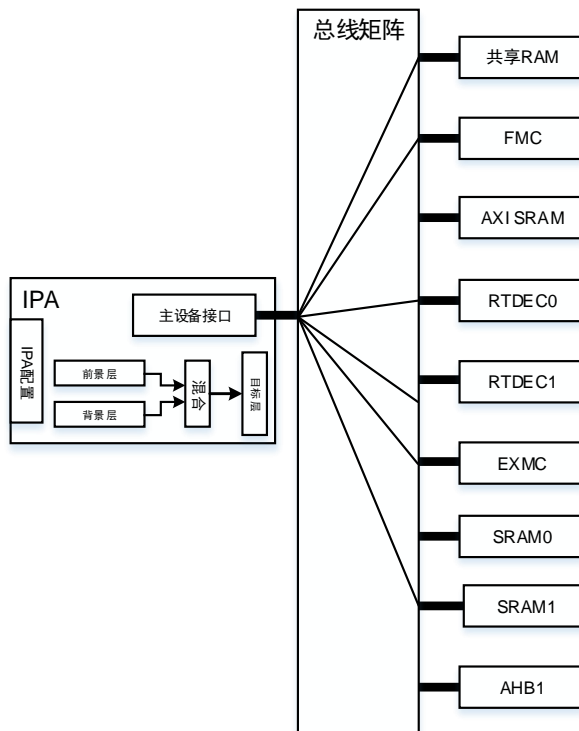 总线矩阵
共享RAM
FMC
AXI SRAM
RTDEC0
IPA
主设备接口
IPA配置
前景层
背景层
混合
目标层
RTDEC1
EXMC
SRAM0
SRAM1
AHB1